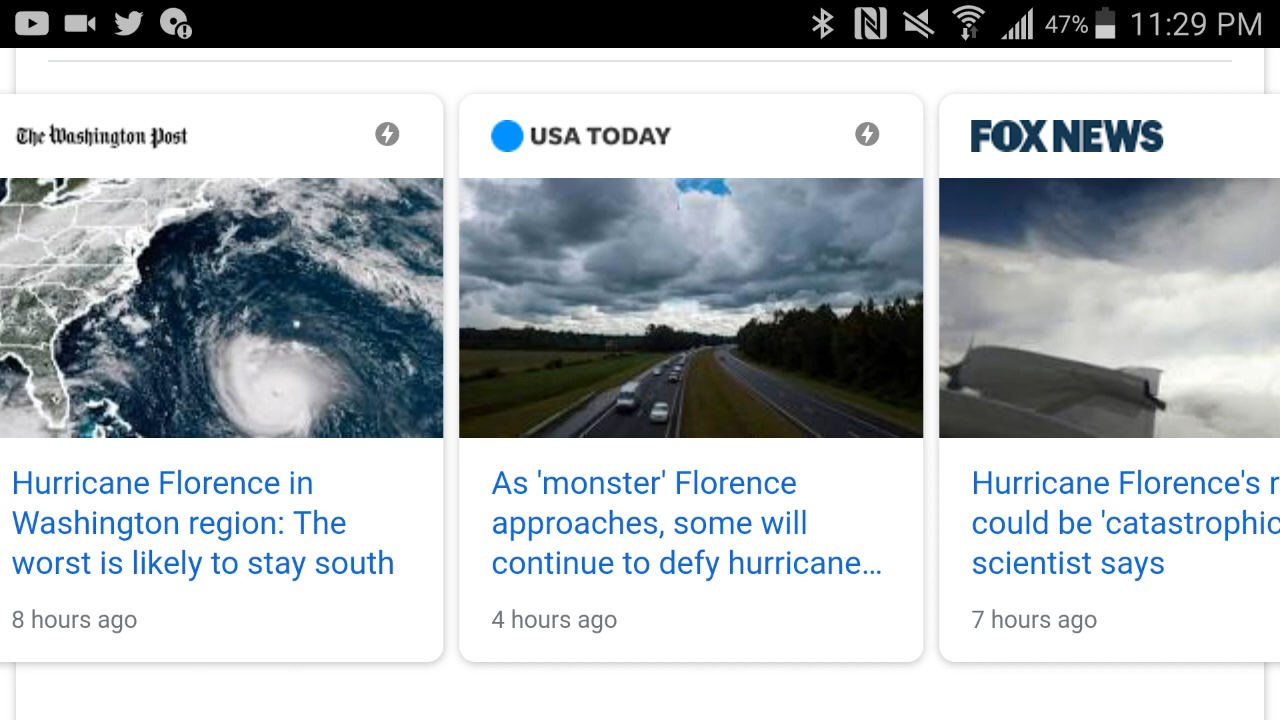 47% 11:29 PM
The Washington Post
Hurricane Florence in
Washington region: The
worst is likely to stay south
8 hours ago
USA TODAY
As 'monster' Florence
approaches, some will
continue to defy hurricane…
4 hours ago
FOX NEWS
Hurricane Florence's
could be 'catastrophic
scientist says
7 hours ago